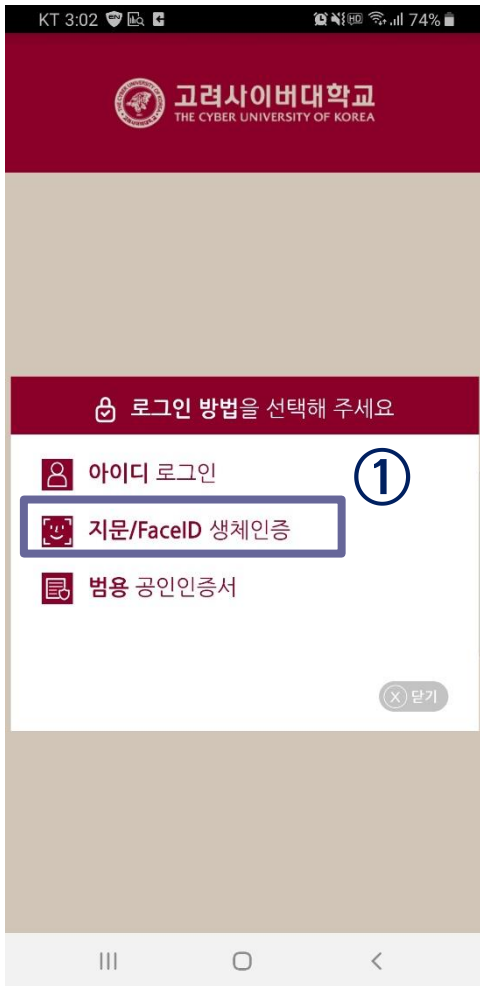 KT 3:02 74%
고려사이버대학교
THE CYBER UNIVERSITY OF KOREA
로그인 방법을 선택해 주세요
아이디 로그인
①
지문/FaceID 생체인증
범용 공인인증서
닫기